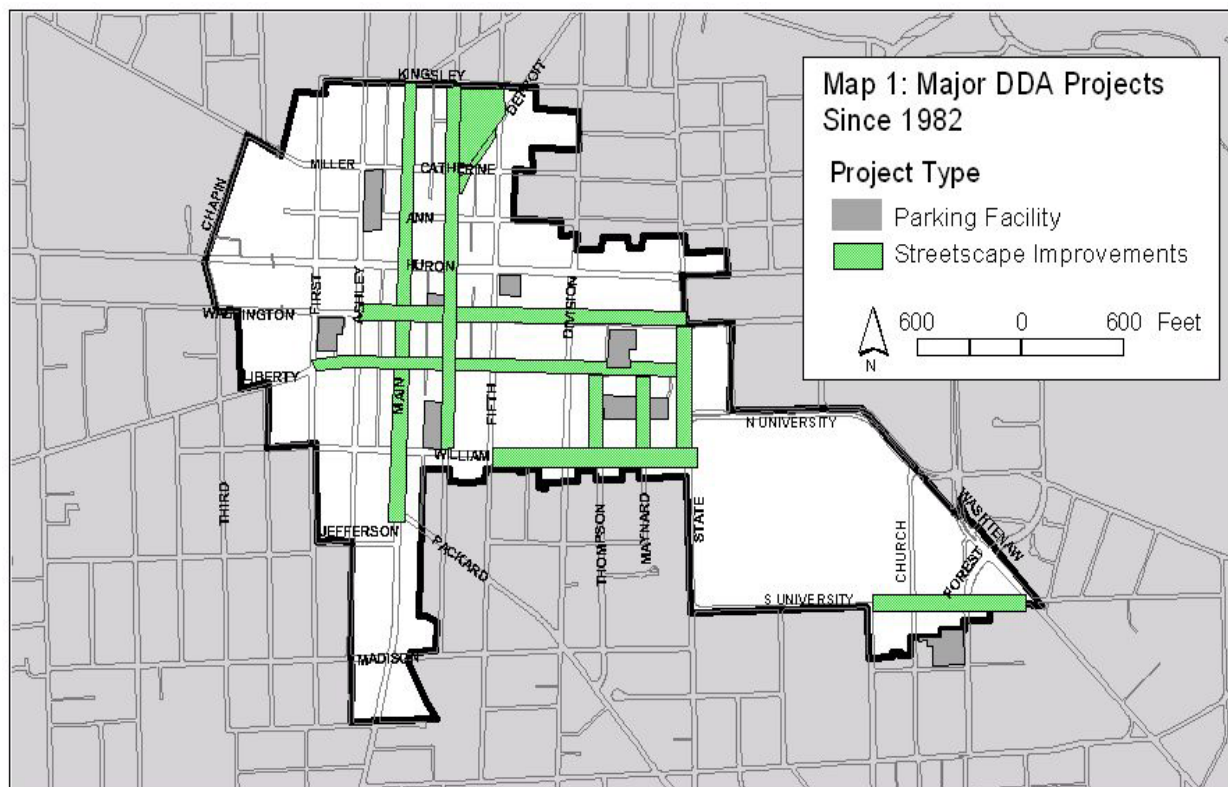 Map 1: Major DDA Projects
Since 1982
Project Type
Parking Facility
Streetscape Improvements
600 0 600 Feet
N
KINGSLEY
DETROIT
MILLER
CATHERINE
CHAPIN
ANN
HURON
FIRST
ASHLEY
DIVISION
WASHINGTON
LIBERTY
MAIN
FIFTH
N UNIVERSITY
WILLIAM
THIRD
JEFFERSON
PACKARD
THOMPSON
MAYNARD
STATE
CHURCH
WASHTENAW
FOREST
S UNIVERSITY
MADISON